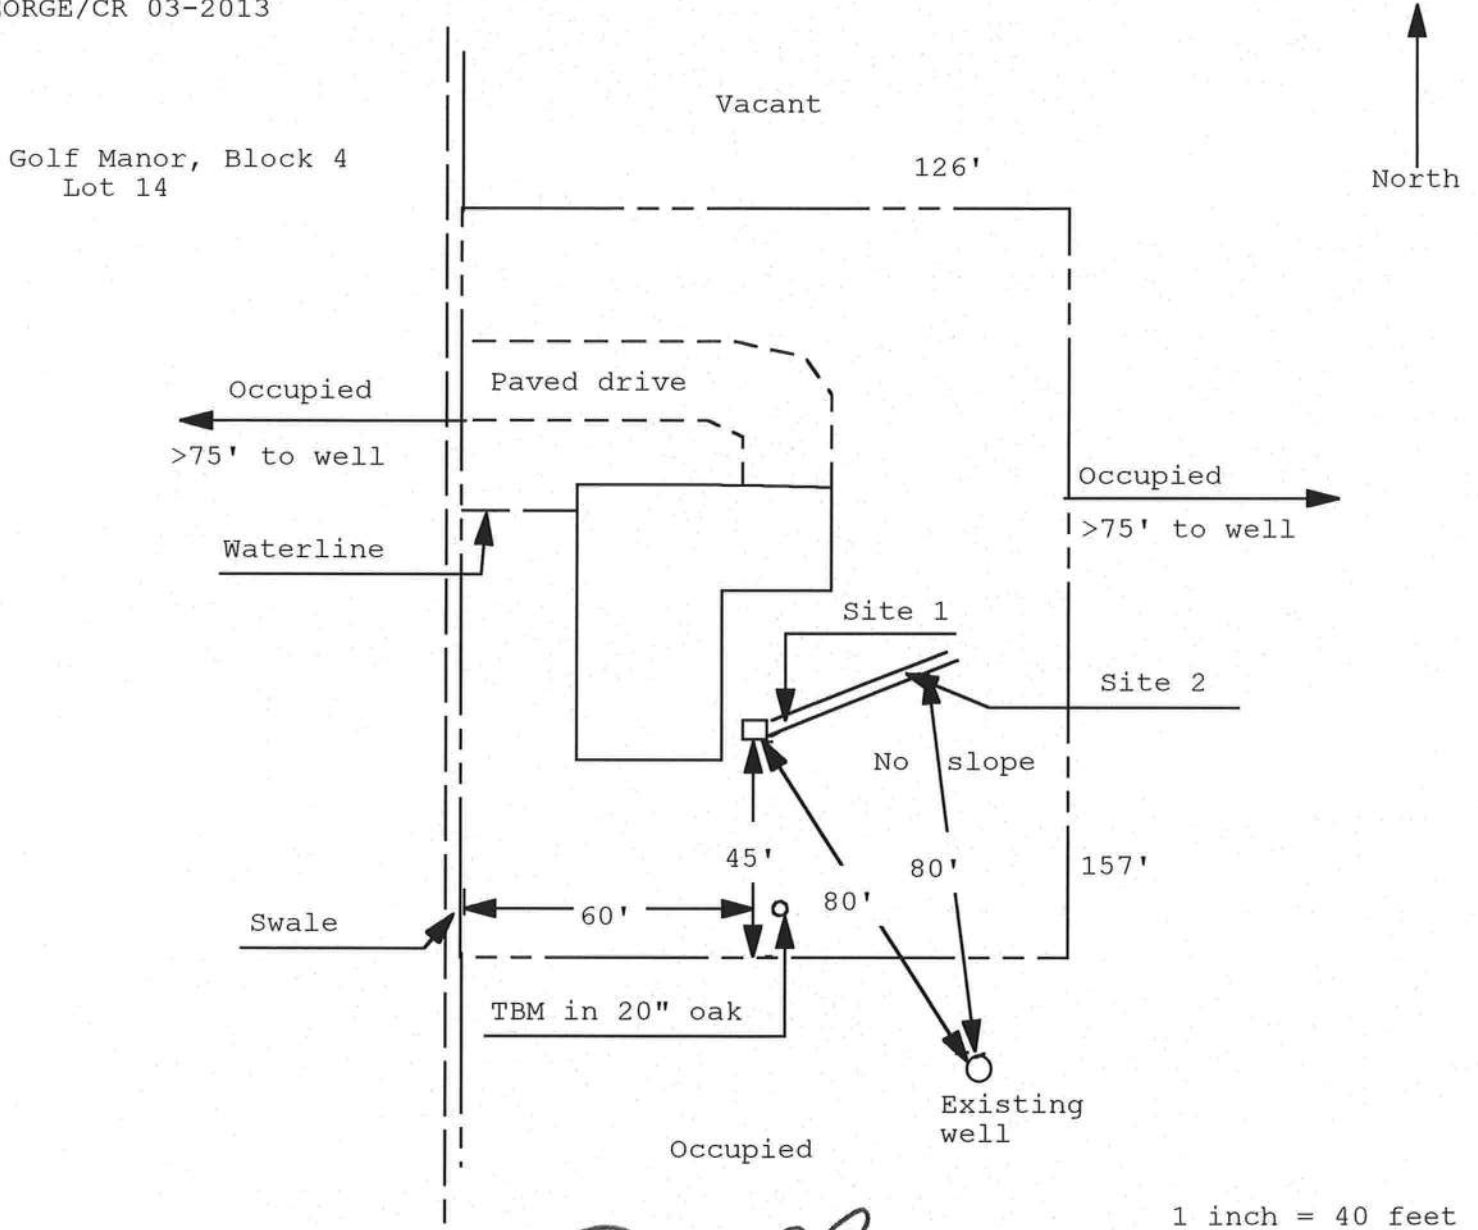 03-2013
Vacant
Golf Manor, Block 4
Lot 14
126'
North
Occupied
Paved drive
>75' to well
Occupied
>75' to well
Waterline
Site 1
Site 2
No slope
45'
80'
80'
157'
60'
Swale
TBM in 20" oak
Existing
well
Occupied
1 inch = 40 feet